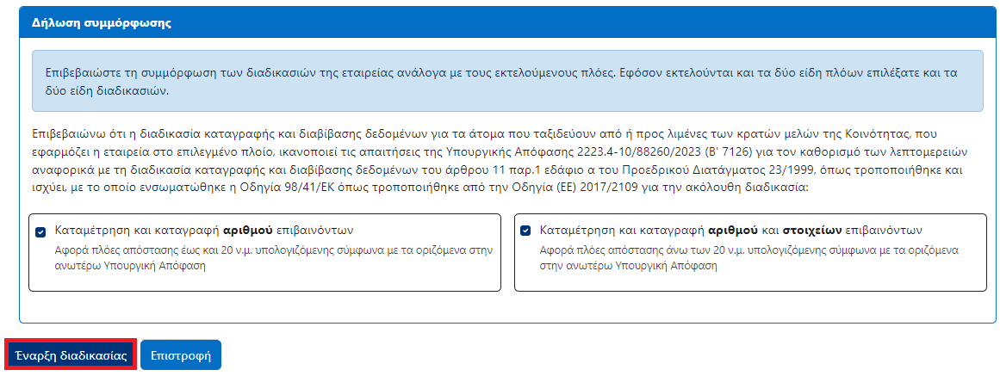 Δήλωση συμμόρφωσης
Επιβεβαιώστε τη συμμόρφωση των διαδικασιών της εταιρείας ανάλογα με τους εκτελούμενους πλόες. Εφόσον εκτελούνται και τα δύο είδη πλόων επιλέξατε και τα
δύο είδη διαδικασιών.
Επιβεβαιώνω ότι η διαδικασία καταγραφής και διαβίβασης δεδομένων για τα άτομα που ταξιδεύουν από ή προς λιμένες των κρατών μελών της Κοινότητας, που
εφαρμόζει η εταιρεία στο επιλεγμένο πλοίο, ικανοποιεί τις απαιτήσεις της Υπουργικής Απόφασης 2223.4-10/88260/2023 (Β' 7126) για τον καθορισμό των λεπτομερειών
αναφορικά με τη διαδικασία καταγραφής και διαβίβασης δεδομένων του άρθρου 11 παρ.1 εδάφιο α του Προεδρικού Διατάγματος 23/1999, όπως τροποποιήθηκε και
ισχύει, με το οποίο ενσωματώθηκε η Οδηγία 98/41/ΕΚ όπως τροποποιήθηκε από την Οδηγία (ΕΕ) 2017/2109 για την ακόλουθη διαδικασία:
Καταμέτρηση και καταγραφή αριθμού επιβαινόντων
Αφορά πλόες απόστασης έως και 20 ν.μ. υπολογιζόμενης σύμφωνα με τα οριζόμενα στην
ανωτέρω Υπουργική Απόφαση
Καταμέτρηση και καταγραφή αριθμού και στοιχείων επιβαινόντων
Αφορά πλόες απόστασης άνω των 20 ν.μ. υπολογιζόμενης σύμφωνα με τα οριζόμενα
στην ανωτέρω Υπουργική Απόφαση
Έναρξη διαδικασίας
Επιστροφή